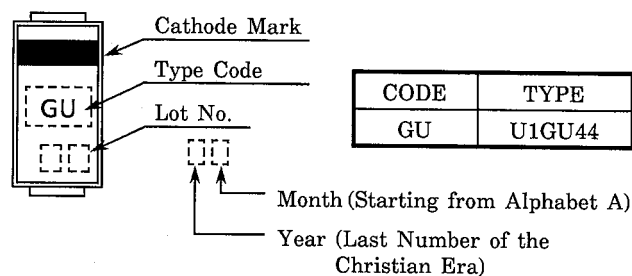 Cathode Mark
Type Code
GU
Lot No.
CODE TYPE
GU U1GU44
Month (Starting from Alphabet A)
Year (Last Number of the
Christian Era)